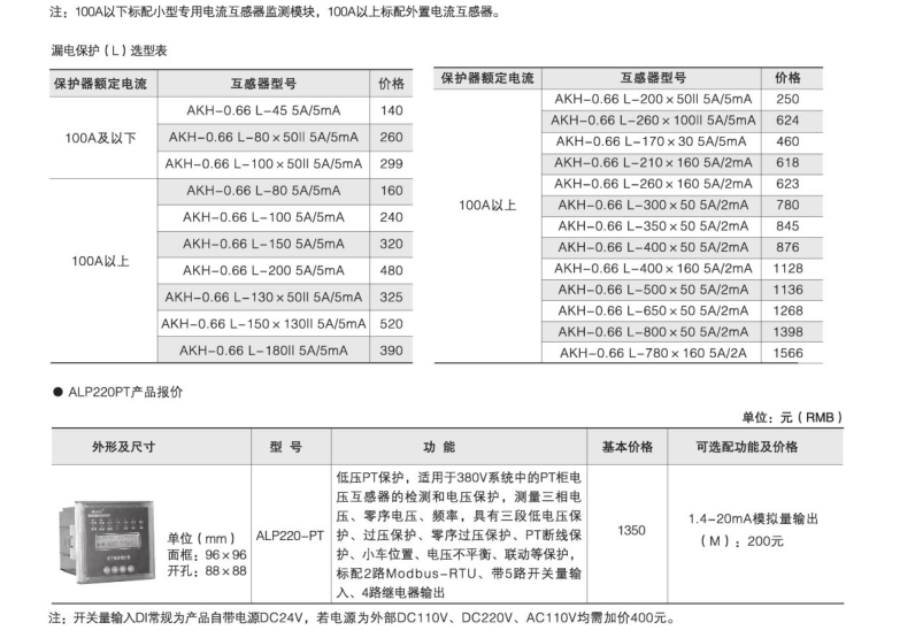 注：100A以下标配小型专用电流互感器监测模块，100A以上标配外置电流互感器。
漏电保护（L）选型表
保护器额定电流 互感器型号 价格
100A及以下
AKH-0.66 L-45 5A/5mA 140
AKH-0.66 L-80×50II 5A/5mA 260
AKH-0.66 L-100×50II 5A/5mA 299
100A以上
AKH-0.66 L-80 5A/5mA 160
AKH-0.66 L-100 5A/5mA 240
AKH-0.66 L-150 5A/5mA 320
AKH-0.66 L-200 5A/5mA 480
AKH-0.66 L-130×50II 5A/5mA 325
AKH-0.66 L-150×130II 5A/5mA 520
AKH-0.66 L-180II 5A/5mA 390
保护器额定电流 互感器型号 价格
100A以上
AKH-0.66 L-200×50II 5A/5mA 250
AKH-0.66 L-260×100II 5A/5mA 624
AKH-0.66 L-170×30 5A/5mA 460
AKH-0.66 L-210×160 5A/2mA 618
AKH-0.66 L-260×160 5A/2mA 623
AKH-0.66 L-300×50 5A/2mA 780
AKH-0.66 L-350×50 5A/2mA 845
AKH-0.66 L-400×50 5A/2mA 876
AKH-0.66 L-400×160 5A/2mA 1128
AKH-0.66 L-500×50 5A/2mA 1136
AKH-0.66 L-650×50 5A/2mA 1268
AKH-0.66 L-800×50 5A/2mA 1398
AKH-0.66 L-780×160 5A/2A 1566
● ALP220PT产品报价
单位：元（RMB）
外形及尺寸 型 号 功 能 基本价格 可选配功能及价格
单位（mm）
面框：96×96
开孔：88×88
ALP220-PT
低压PT保护，适用于380V系统中的PT柜电
压互感器的检测和电压保护，测量三相电
压、零序电压、频率，具有三段低电压保
护、过压保护、零序过压保护、PT断线保
护、小车位置、电压不平衡、联动等保护，
标配2路Modbus-RTU、带5路开关量输
入、4路继电器输出
1350
1.4-20mA模拟量输出
（M）：200元
注：开关量输入DI常规为产品自带电源DC24V，若电源为外部DC110V、DC220V、AC110V均需加价400元。